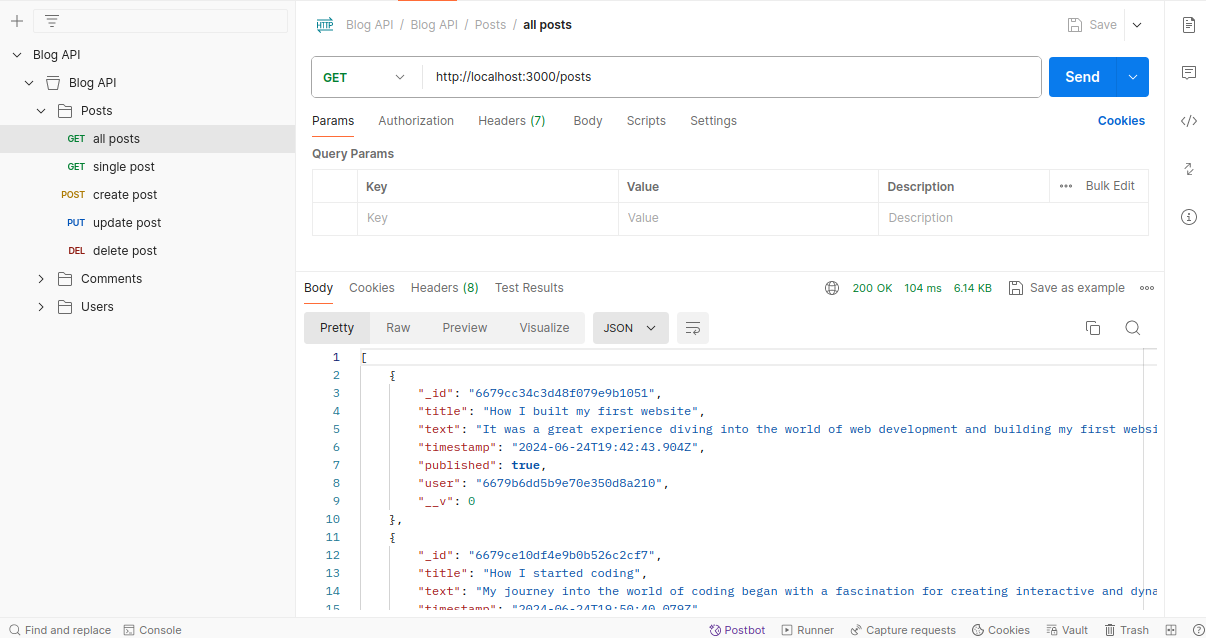 Blog API
Blog API
Posts
GET all posts
GET single post
POST create post
PUT update post
DEL delete post
Comments
Users
HTTP Blog API / Blog API / Posts / all posts
Save
GET http://localhost:3000/posts
Send
Params Authorization Headers (7) Body Scripts Settings Cookies
Query Params
Key Value Description ••• Bulk Edit
Key Value Description
Body Cookies Headers (8) Test Results 200 OK 104 ms 6.14 KB Save as example
Pretty Raw Preview Visualize JSON
1 [
2 {
3 "_id": "6679cc34c3d48f079e9b1051",
4 "title": "How I built my first website",
5 "text": "It was a great experience diving into the world of web development and building my first websi
6 "timestamp": "2024-06-24T19:42:43.904Z",
7 "published": true,
8 "user": "6679b6dd5b9e70e350d8a210",
9 "__v": 0
10 },
11 {
12 "_id": "6679ce10df4e9b0b526c2cf7",
13 "title": "How I started coding",
14 "text": "My journey into the world of coding began with a fascination for creating interactive and dyna
15 "timestamp": "2024-06-24T19:50:40.079Z"
Find and replace Console Postbot Runner Capture requests Cookies Vault Trash